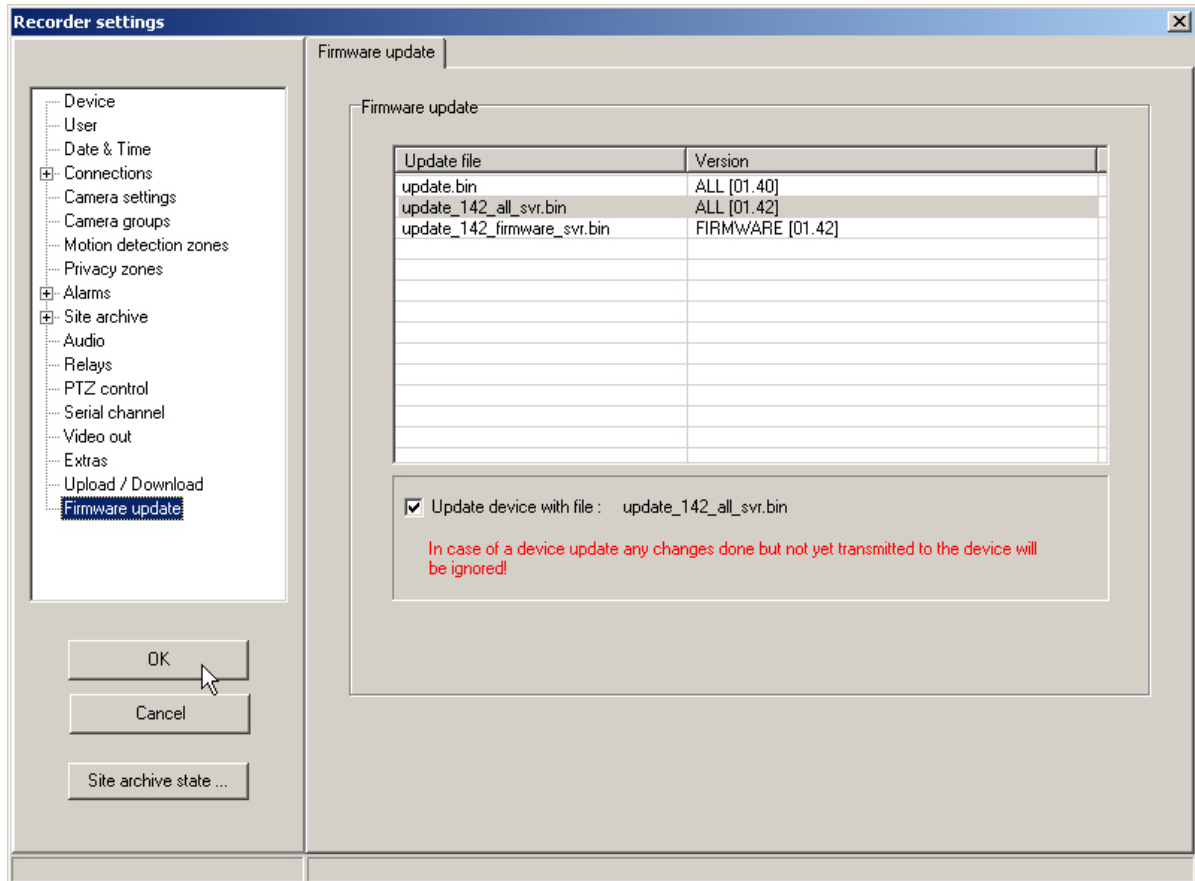 Recorder settings
Firmware update
Device
User
Date & Time
Connections
Camera settings
Camera groups
Motion detection zones
Privacy zones
Alarms
Site archive
Audio
Relays
PTZ control
Serial channel
Video out
Extras
Upload / Download
Firmware update
OK
Cancel
Site archive state ...
Firmware update
Update file Version
update.bin ALL [01.40]
update_142_all_svr.bin ALL [01.42]
update_142_firmware_svr.bin FIRMWARE [01.42]
Update device with file : update_142_all_svr.bin
In case of a device update any changes done but not yet transmitted to the device will
be ignored!